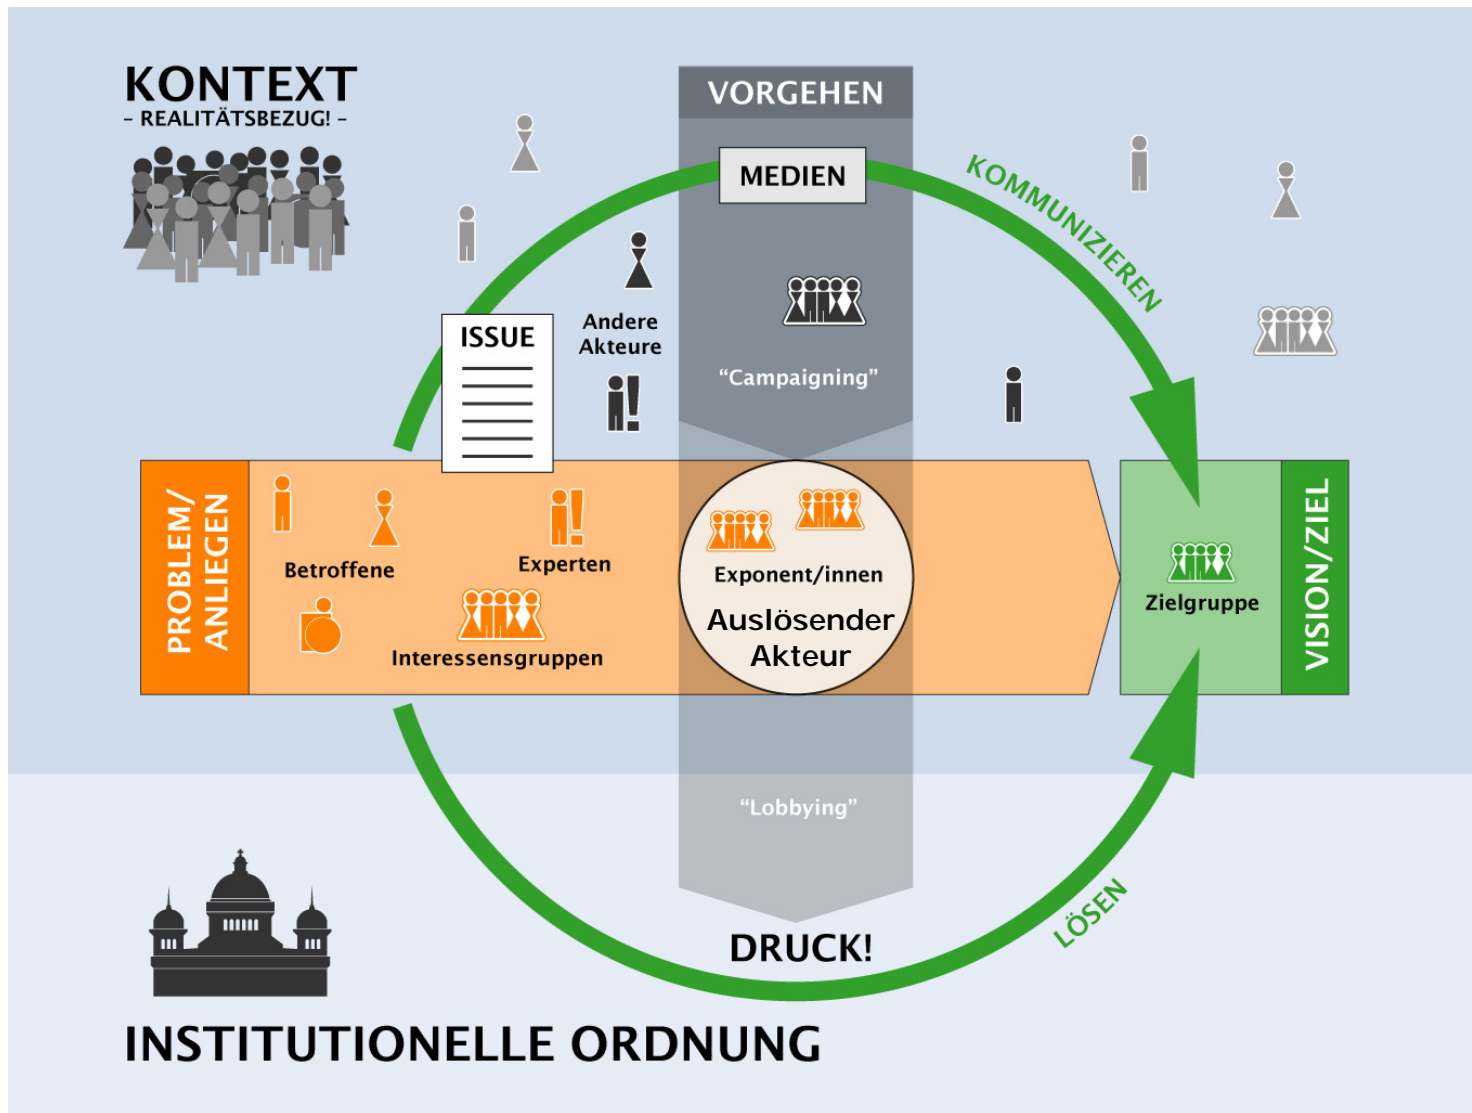 KONTEXT
– REALITÄTSBEZUG! –
VORGEHEN
MEDIEN
KOMMUNIZIEREN
ISSUE
Andere
Akteure
“Campaigning”
PROBLEM/
ANLIEGEN
Betroffene
Experten
Interessensgruppen
Exponent/innen
Auslösender
Akteur
Zielgruppe
VISION/ZIEL
“Lobbying”
LÖSEN
DRUCK!
INSTITUTIONELLE ORDNUNG